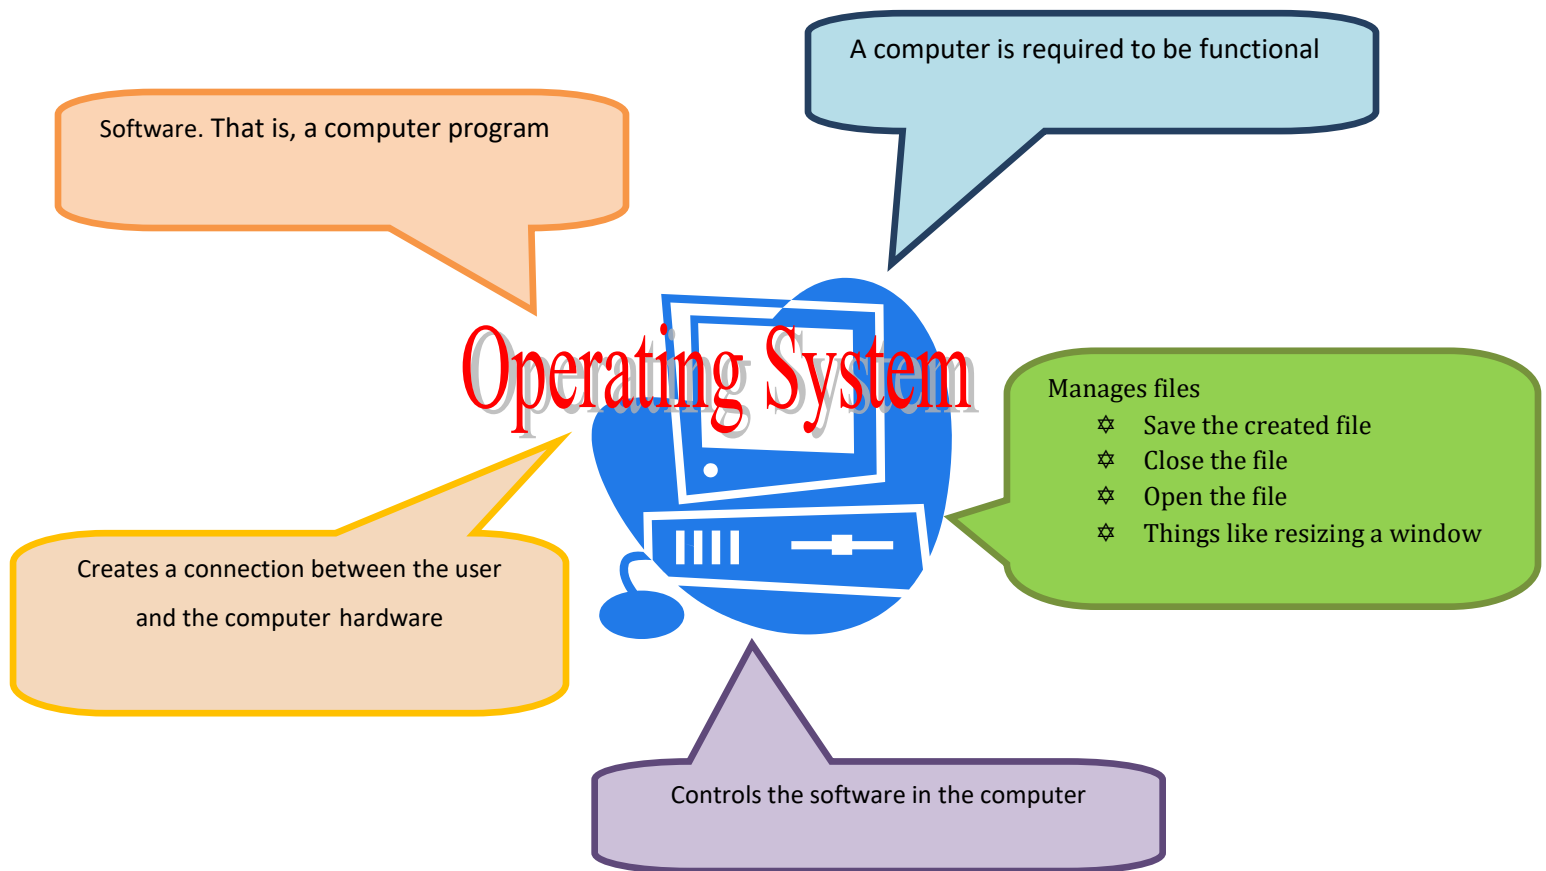 A computer is required to be functional
Software. That is, a computer program
Operating System
Manages files
✡ Save the created file
✡ Close the file
✡ Open the file
✡ Things like resizing a window
Creates a connection between the user
and the computer hardware
Controls the software in the computer